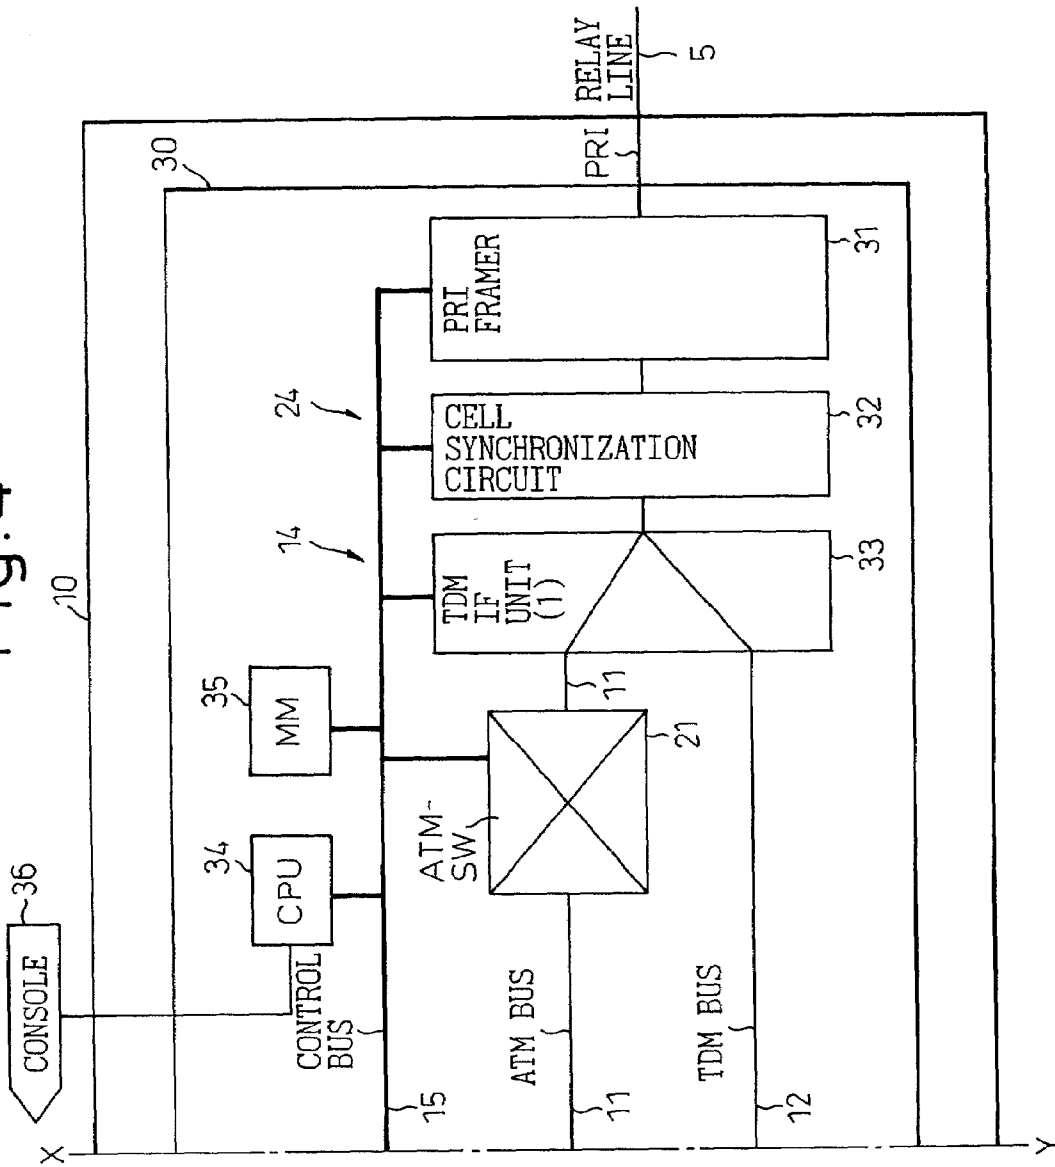 Fig.4
X
CONSOLE
36
10
30
CPU
34
MM
35
24
14
CONTROL
BUS
15
ATM-
SW
21
ATM BUS
11
11
TDM BUS
12
TDM
IF
UNIT
(1)
33
CELL
SYNCHRONIZATION
CIRCUIT
32
PRI
FRAMER
31
PRI
RELAY
LINE
5
Y